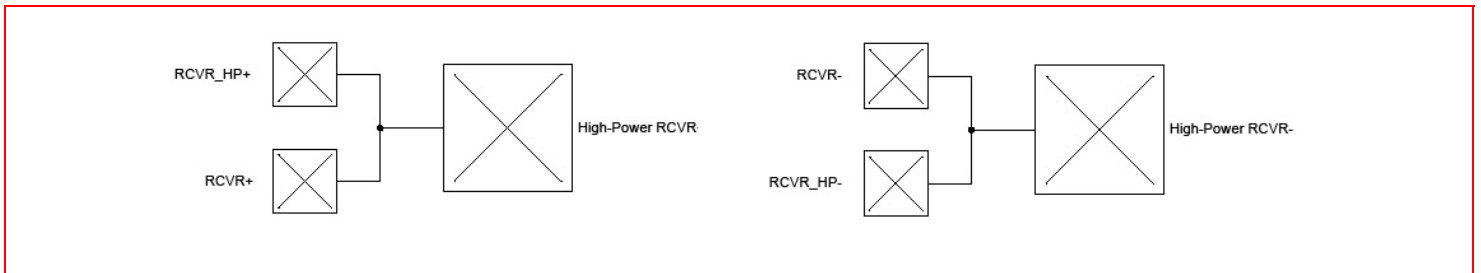 RCVR_HP+
RCVR+
High-Power RCVR
RCVR-
RCVR_HP-
High-Power RCVR-